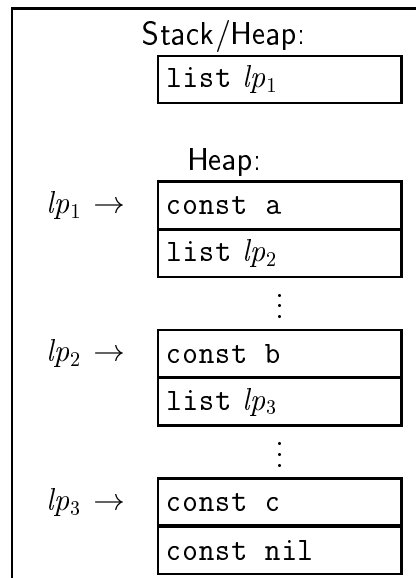 Stack/Heap:
list lp₁
Heap:
lp₁ → const a
list lp₂
⋮
lp₂ → const b
list lp₃
⋮
lp₃ → const c
const nil